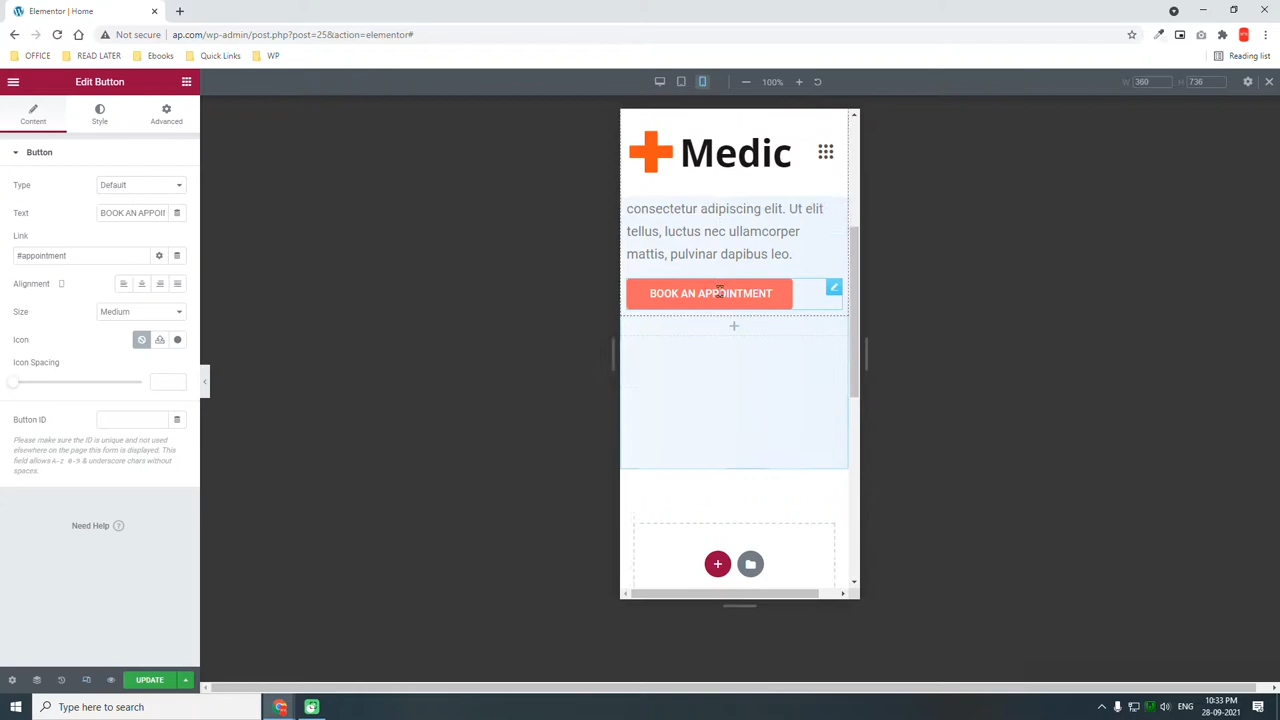 Elementor | Home
Not secure
ap.com/wp-admin/post.php?post=25&action=elementor#
OFFICE
READ LATER
Ebooks
Quick Links
WP
Reading list
Edit Button
100%
W 360
H 736
Content
Style
Advanced
Button
Type
Default
Text
BOOK AN APPOIN
Link
#appointment
Alignment
Size
Medium
Icon
Icon Spacing
Button ID
Please make sure the ID is unique and not used
elsewhere on the page this form is displayed. This
field allows A-z 0-9 & underscore chars without
spaces.
Need Help
UPDATE
Medic
consectetur adipiscing elit. Ut elit
tellus, luctus nec ullamcorper
mattis, pulvinar dapibus leo.
BOOK AN APPOINTMENT
Type here to search
ENG
10:33 PM
28-09-2021